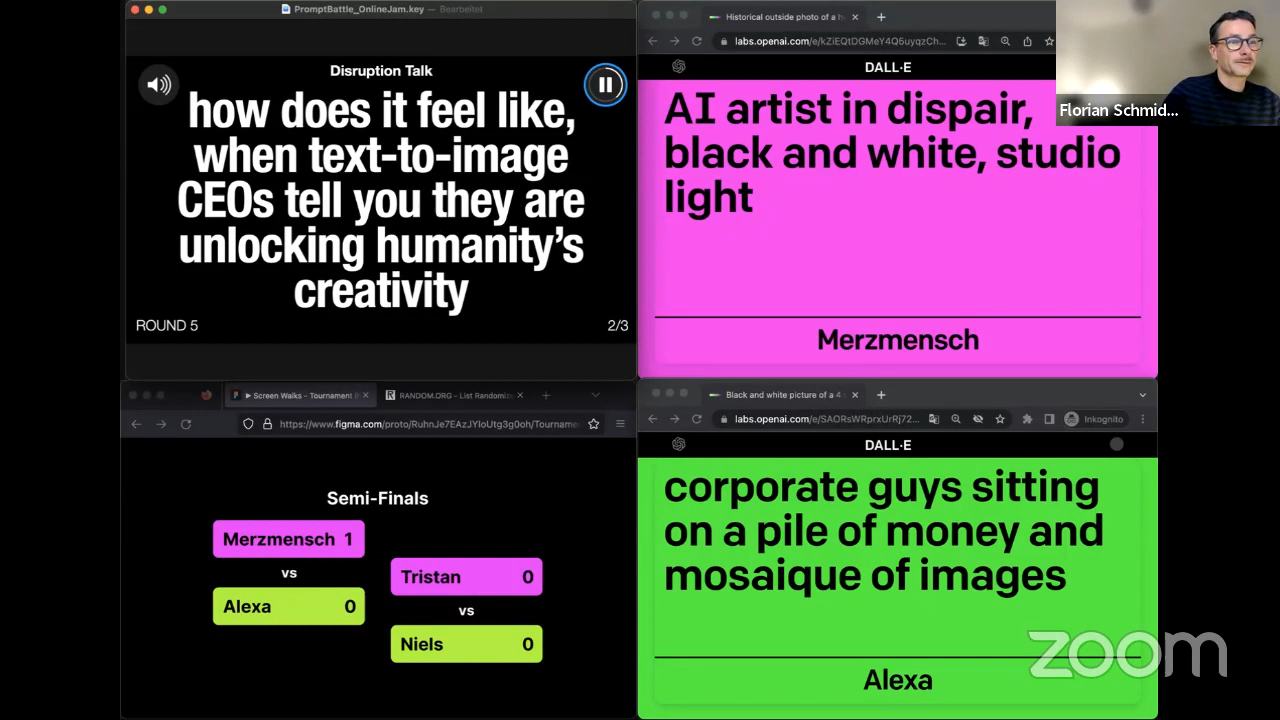 PromptBattle_OnlineJam.key — Bearbeitet
Disruption Talk
how does it feel like,
when text-to-image
CEOs tell you they are
unlocking humanity's
creativity
ROUND 5
2/3
Historical outside photo of a h
labs.openai.com/e/kZiEQtDGMeY4Q5uyqzCh...
DALL·E
AI artist in dispair,
black and white, studio
light
Merzmensch
Florian Schmid...
Screen Walks - Tournament
RANDOM.ORG - List Randomize
https://www.figma.com/proto/RuhnJe7EAzJYIoUtg3g0oh/Tourname
Semi-Finals
Merzmensch 1
vs
Alexa 0
Tristan 0
vs
Niels 0
Black and white picture of a 4
labs.openai.com/e/SAORsWRprxUrRj72...
Inkognito
DALL·E
corporate guys sitting
on a pile of money and
mosaique of images
Alexa
zoom